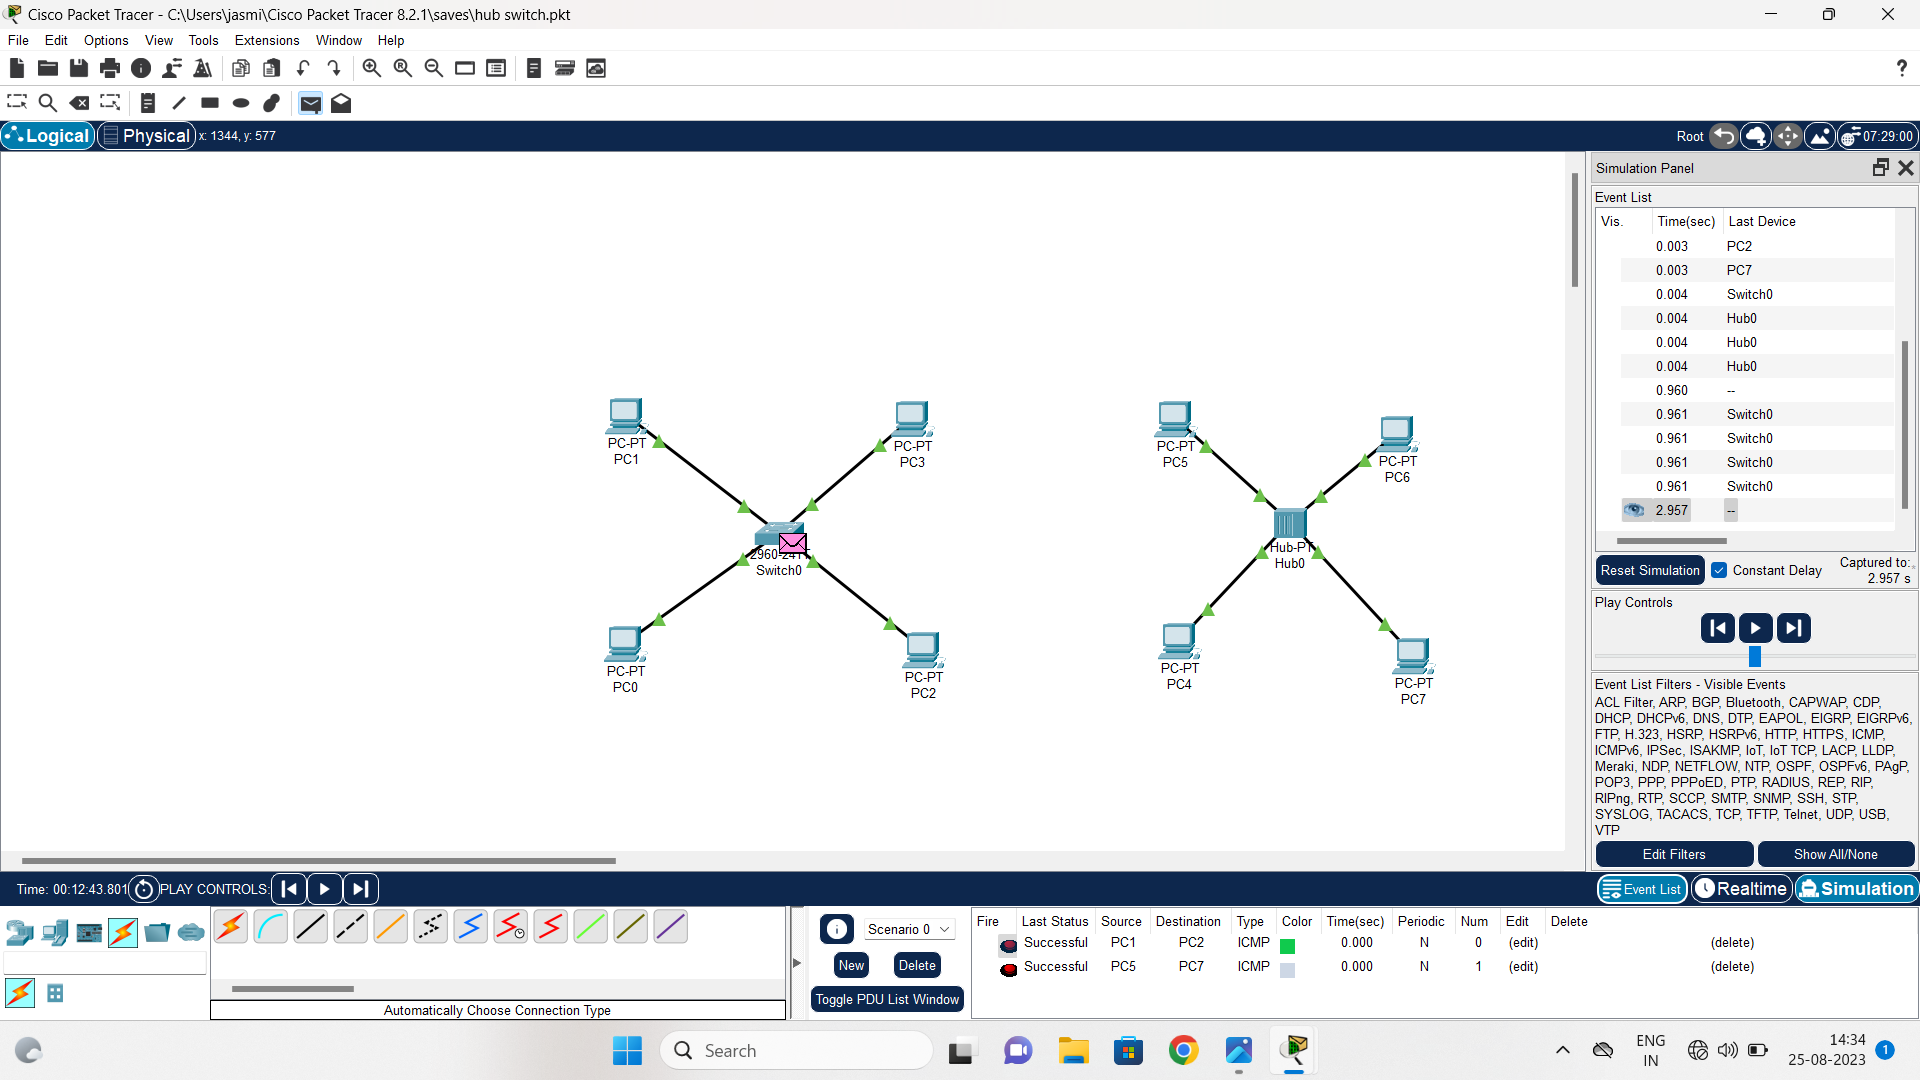 Cisco Packet Tracer - C:\Users\jasmi\Cisco Packet Tracer 8.2.1\saves\hub switch.pkt
File Edit Options View Tools Extensions Window Help
?
Logical Physical x: 1344, y: 577 Root 07:29:00
Simulation Panel
Event List
Vis. Time(sec) Last Device
0.003 PC2
0.003 PC7
0.004 Switch0
0.004 Hub0
0.004 Hub0
0.004 Hub0
0.960 --
0.961 Switch0
0.961 Switch0
0.961 Switch0
0.961 Switch0
2.957 --
Reset Simulation Constant Delay Captured to:
2.957 s
Play Controls
Event List Filters - Visible Events
ACL Filter, ARP, BGP, Bluetooth, CAPWAP, CDP,
DHCP, DHCPv6, DNS, DTP, EAPOL, EIGRP, EIGRPv6,
FTP, H.323, HSRP, HSRPv6, HTTP, HTTPS, ICMP,
ICMPv6, IPSec, ISAKMP, IoT, IoT TCP, LACP, LLDP,
Meraki, NDP, NETFLOW, NTP, OSPF, OSPFv6, PAgP,
POP3, PPP, PPPoED, PTP, RADIUS, REP, RIP,
RIPng, RTP, SCCP, SMTP, SNMP, SSH, STP,
SYSLOG, TACACS, TCP, TFTP, Telnet, UDP, USB,
VTP
Edit Filters Show All/None
PC-PT
PC1
PC-PT
PC3
PC-PT
PC5
PC-PT
PC6
2960-24TT
Switch0
Hub-PT
Hub0
PC-PT
PC0
PC-PT
PC2
PC-PT
PC4
PC-PT
PC7
Time: 00:12:43.801 PLAY CONTROLS: Event List Realtime Simulation
Automatically Choose Connection Type
Scenario 0
New Delete
Toggle PDU List Window
Fire Last Status Source Destination Type Color Time(sec) Periodic Num Edit Delete
Successful PC1 PC2 ICMP 0.000 N 0 (edit) (delete)
Successful PC5 PC7 ICMP 0.000 N 1 (edit) (delete)
Search
ENG
IN
14:34
25-08-2023
1